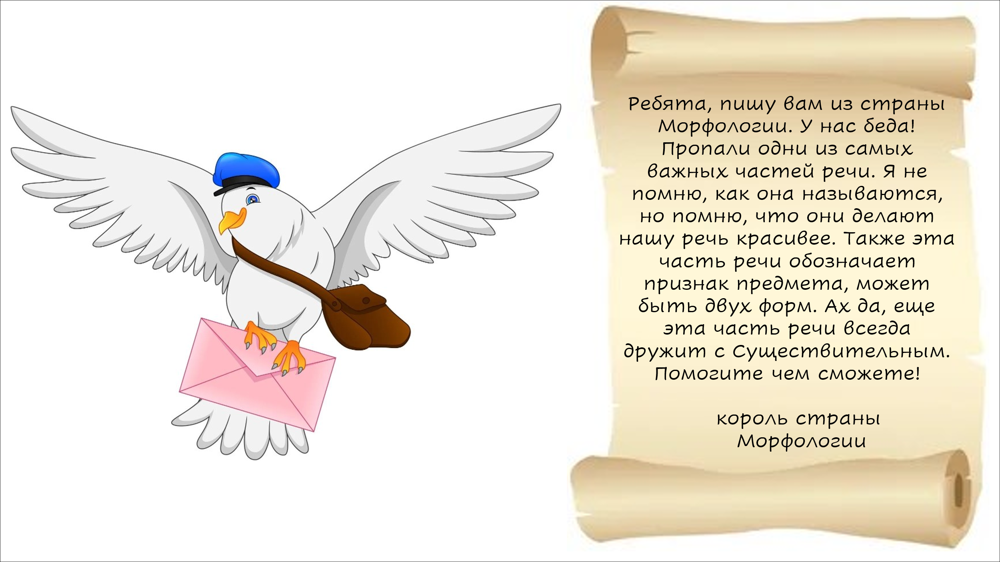 Ребята, пишу вам из страны
Морфологии. У нас беда!
Пропали одни из самых
важных частей речи. Я не
помню, как она называются,
но помню, что они делают
нашу речь красивее. Также эта
часть речи обозначает
признак предмета, может
быть двух форм. Ах да, еще
эта часть речи всегда
дружит с Существительным.
Помогите чем сможете!
король страны
Морфологии